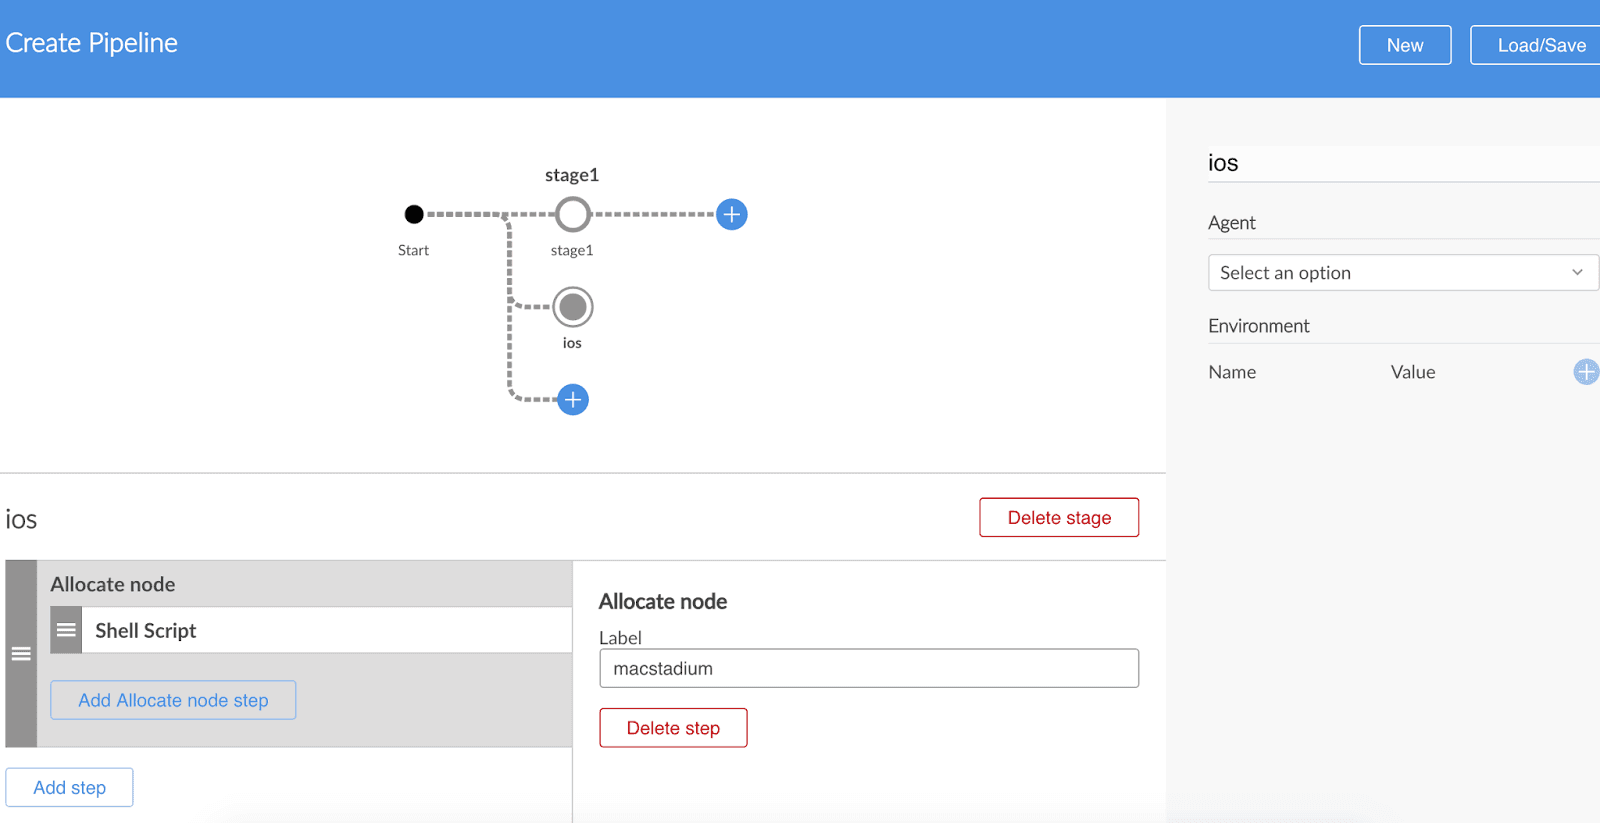 Create Pipeline
New
Load/Save
stage1
Start
stage1
ios
ios
Agent
Select an option
Environment
Name Value
ios
Delete stage
Allocate node
Shell Script
Add Allocate node step
Add step
Allocate node
Label
macstadium
Delete step